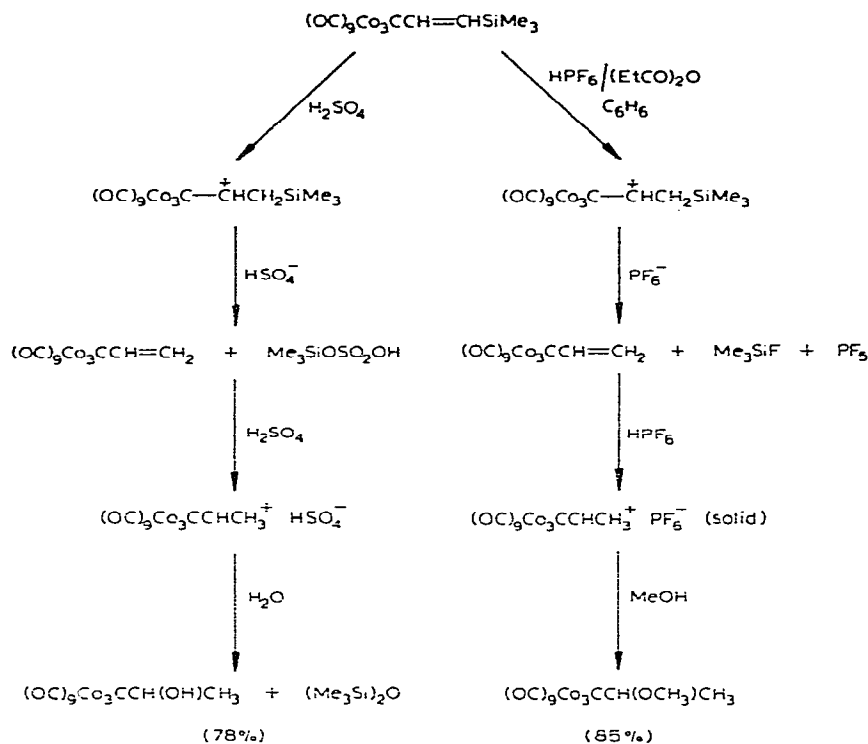 (OC)₉Co₃CCH=CHSiMe₃
H₂SO₄
HPF₆/(EtCO)₂O
C₆H₆
(OC)₉Co₃C—C⁺HCH₂SiMe₃
(OC)₉Co₃C—C⁺HCH₂SiMe₃
HSO₄⁻
PF₆⁻
(OC)₉Co₃CCH=CH₂ + Me₃SiOSO₂OH
(OC)₉Co₃CCH=CH₂ + Me₃SiF + PF₅
H₂SO₄
HPF₆
(OC)₉Co₃CCHCH₃⁺ HSO₄⁻
(OC)₉Co₃CCHCH₃⁺ PF₆⁻ (solid)
H₂O
MeOH
(OC)₉Co₃CCH(OH)CH₃ + (Me₃Si)₂O
(OC)₉Co₃CCH(OCH₃)CH₃
(78%)
(85%)